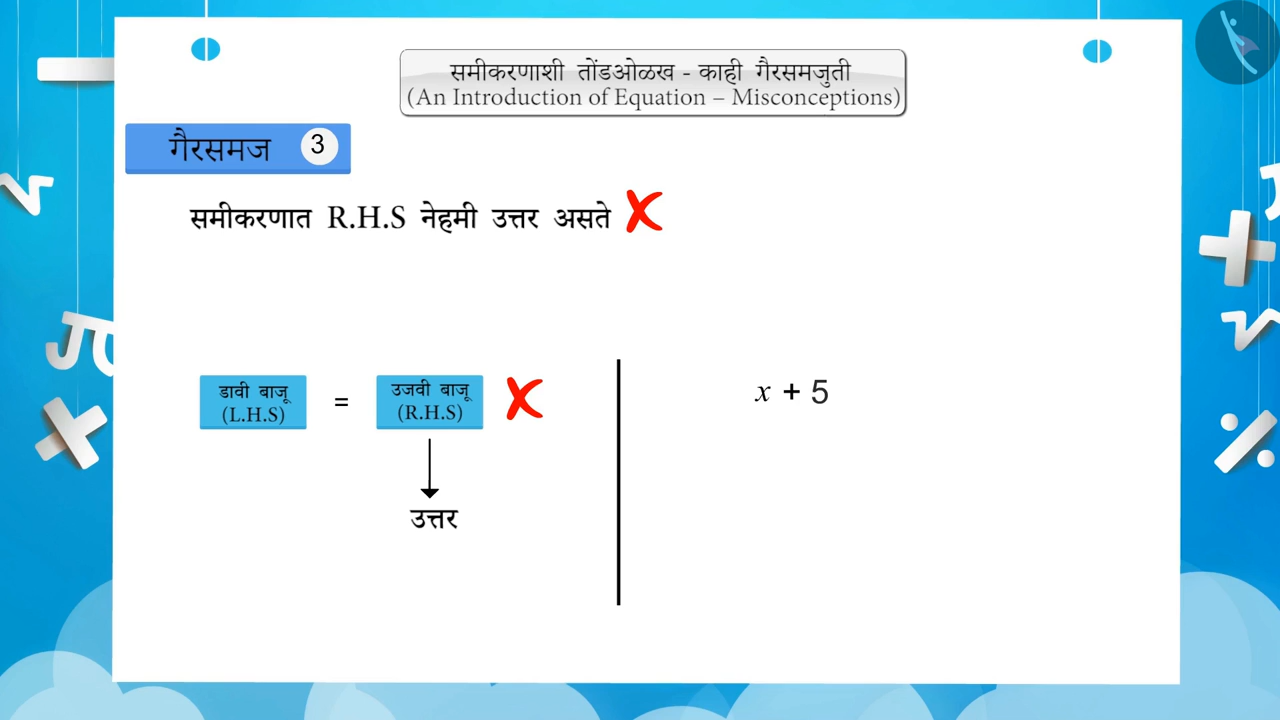 समीकरणाशी तोंडओळख - काही गैरसमजुती
(An Introduction of Equation – Misconceptions)
गैरसमज 3
समीकरणात R.H.S नेहमी उत्तर असते
डावी बाजू
(L.H.S)
=
उजवी बाजू
(R.H.S)
उत्तर
x + 5